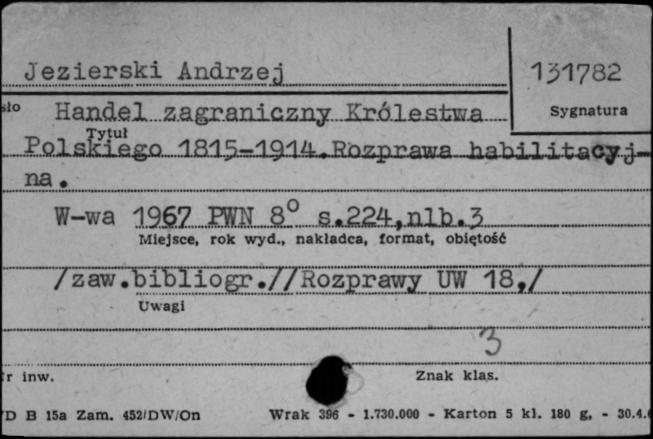 Jezierski Andrzej
131782
sło Handel zagraniczny Królestwa
Sygnatura
Tytuł
Polskiego 1815-1914.Rozprawa habilitacyj-
na.
W-wa 1967 PWN 8° s.224,nlb.3
Miejsce, rok wyd., nakładca, format, objętość
/zaw.bibliogr.//Rozprawy UW 18,/
Uwagi
3
r inw.
Znak klas.
D B 15a Zam. 452/DW/On Wrak 396 - 1.730.000 - Karton 5 kl. 180 g, - 30.4.